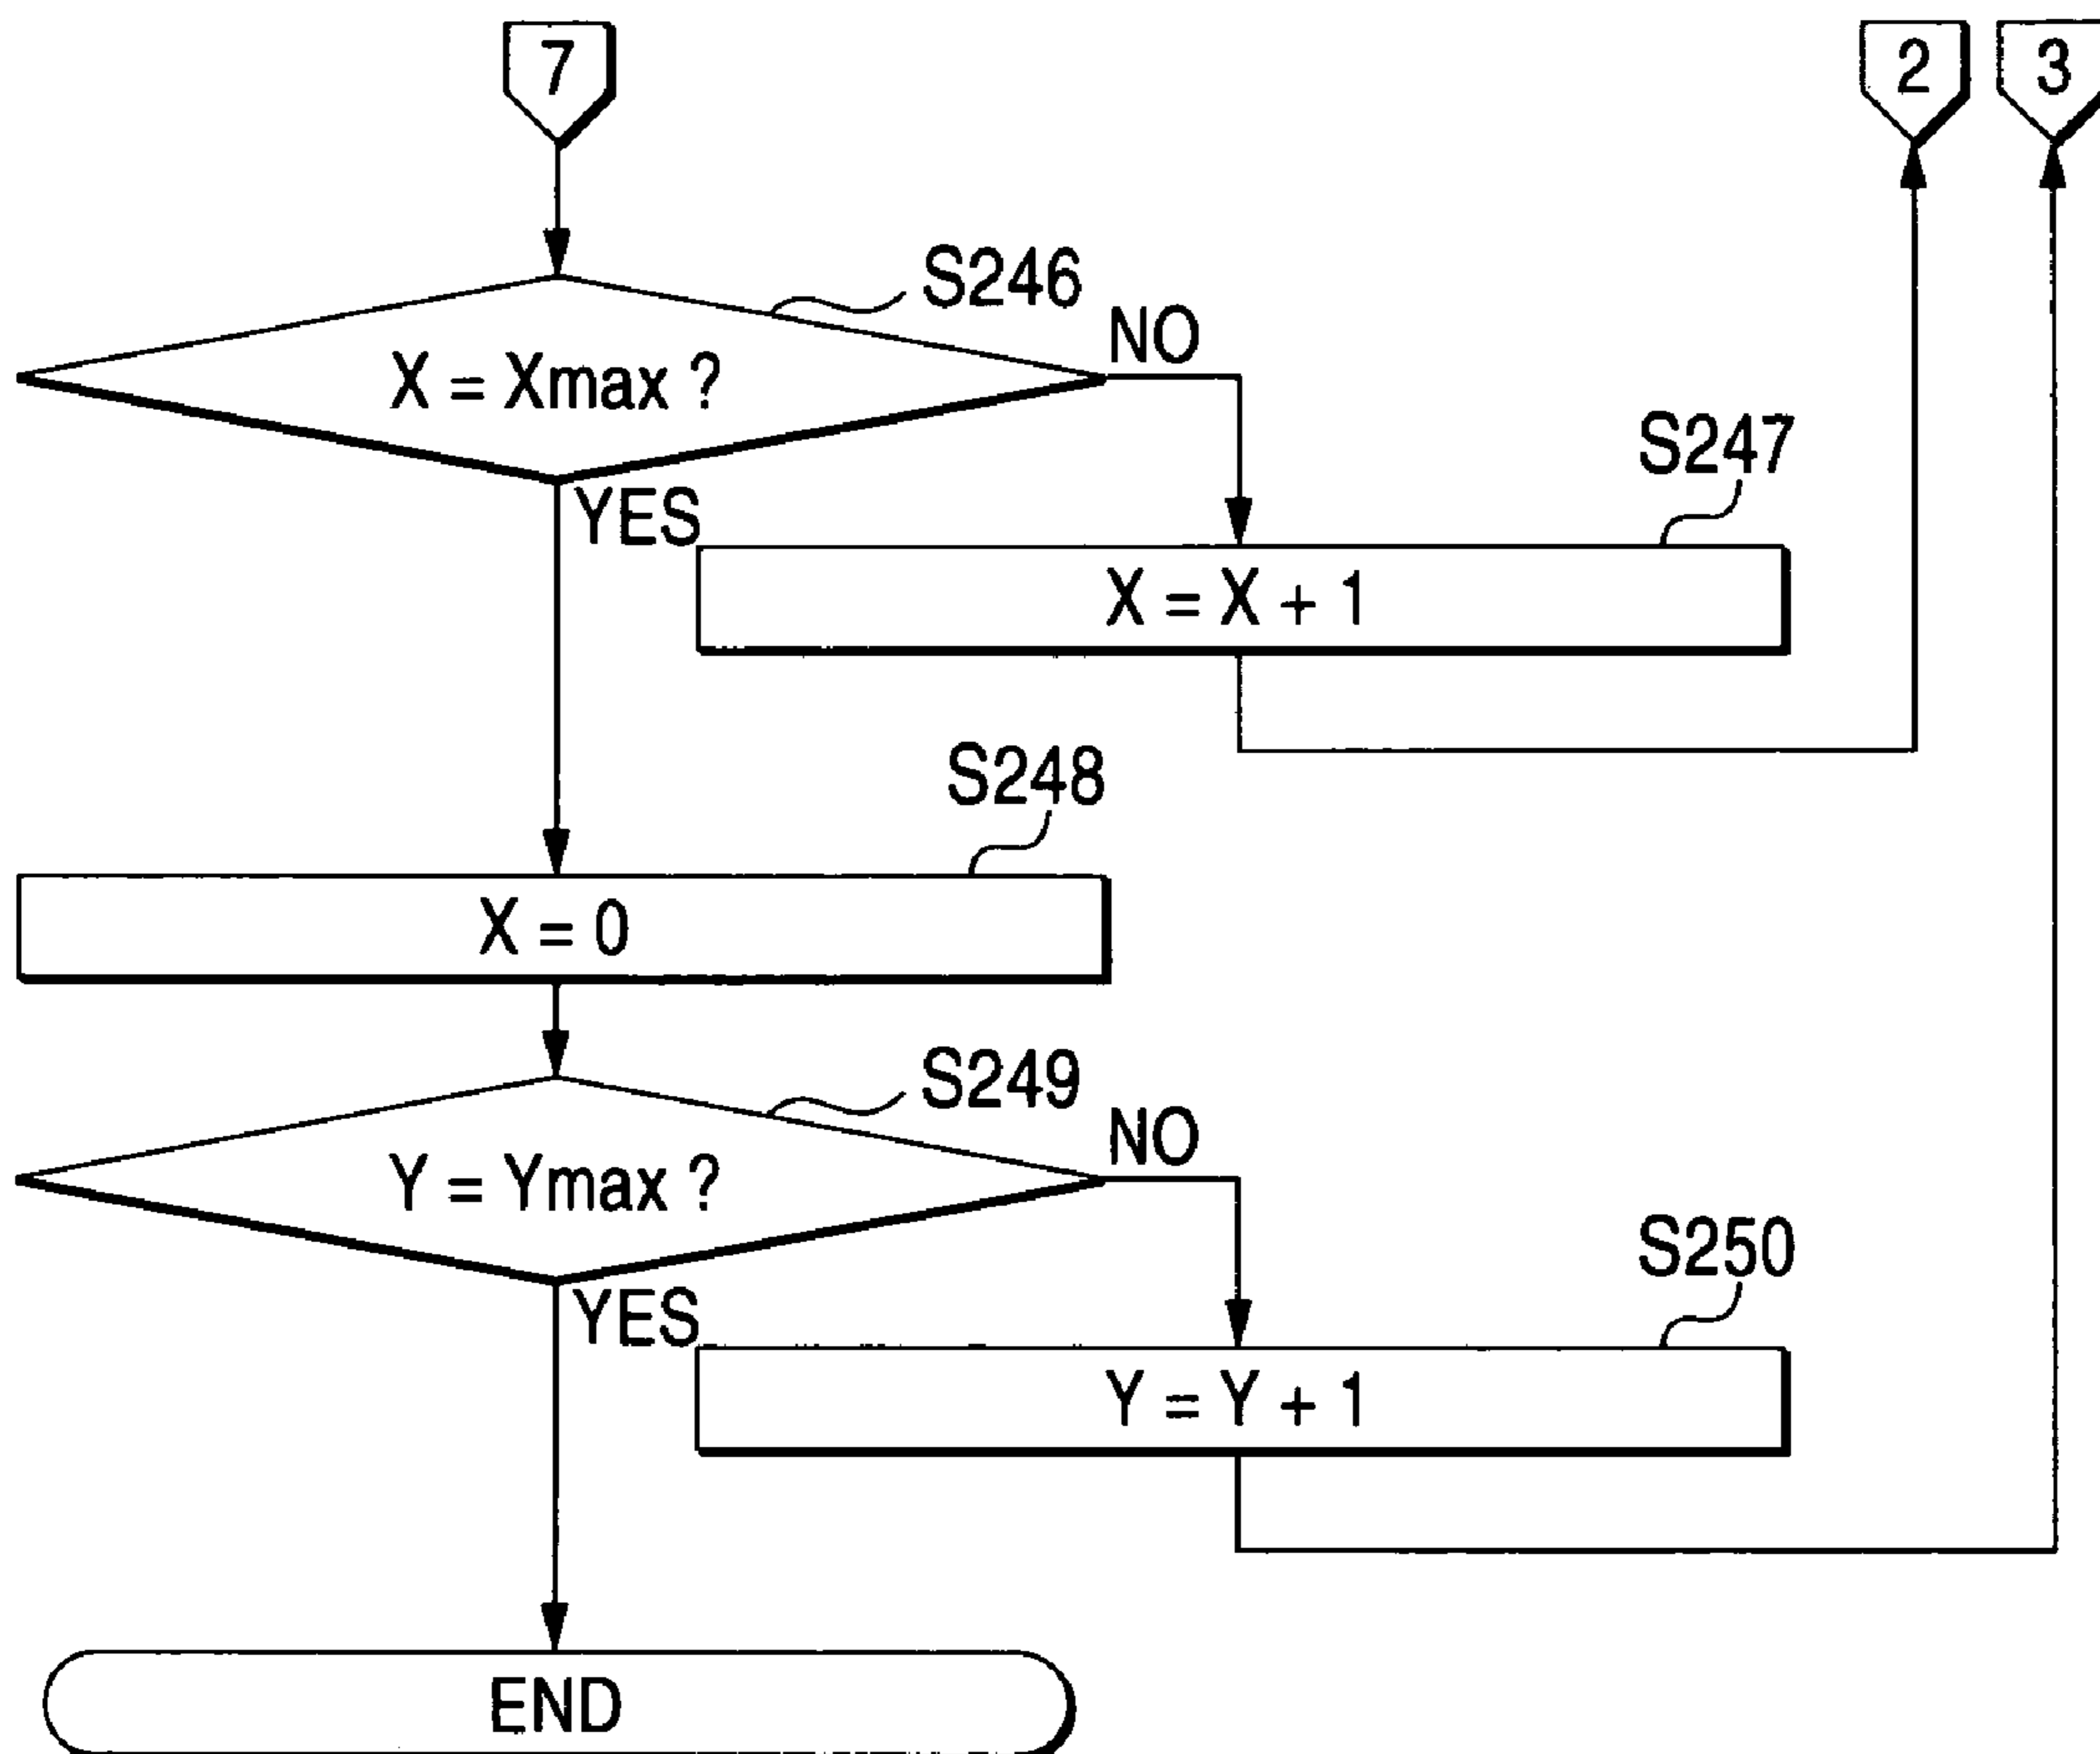 7
2
3
S246
NO
X = Xmax ?
S247
YES
X = X + 1
S248
X = 0
S249
NO
Y = Ymax ?
S250
YES
Y = Y + 1
END